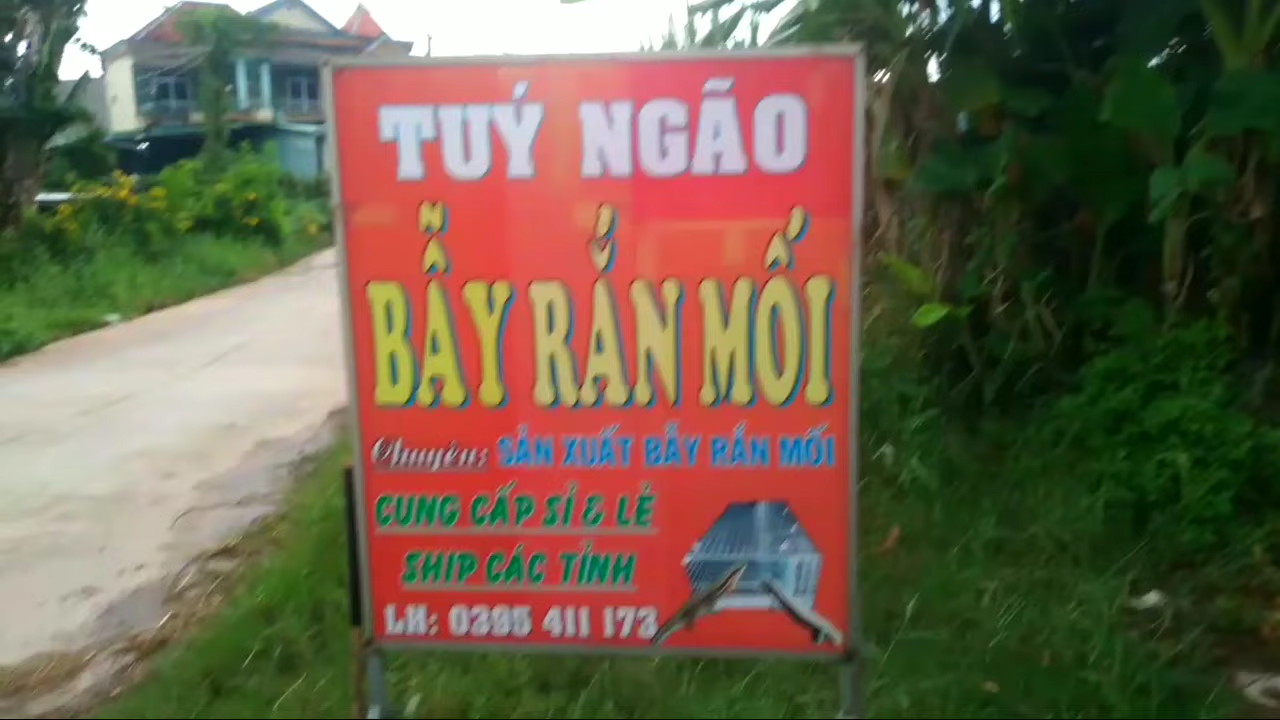 TUÝ NGÃO
BẪY RẮN MỐI
Chuyên: SẢN XUẤT BẪY RẮN MỐI
CUNG CẤP SỈ & LẺ
SHIP CÁC TỈNH
LH: 0395 411 173